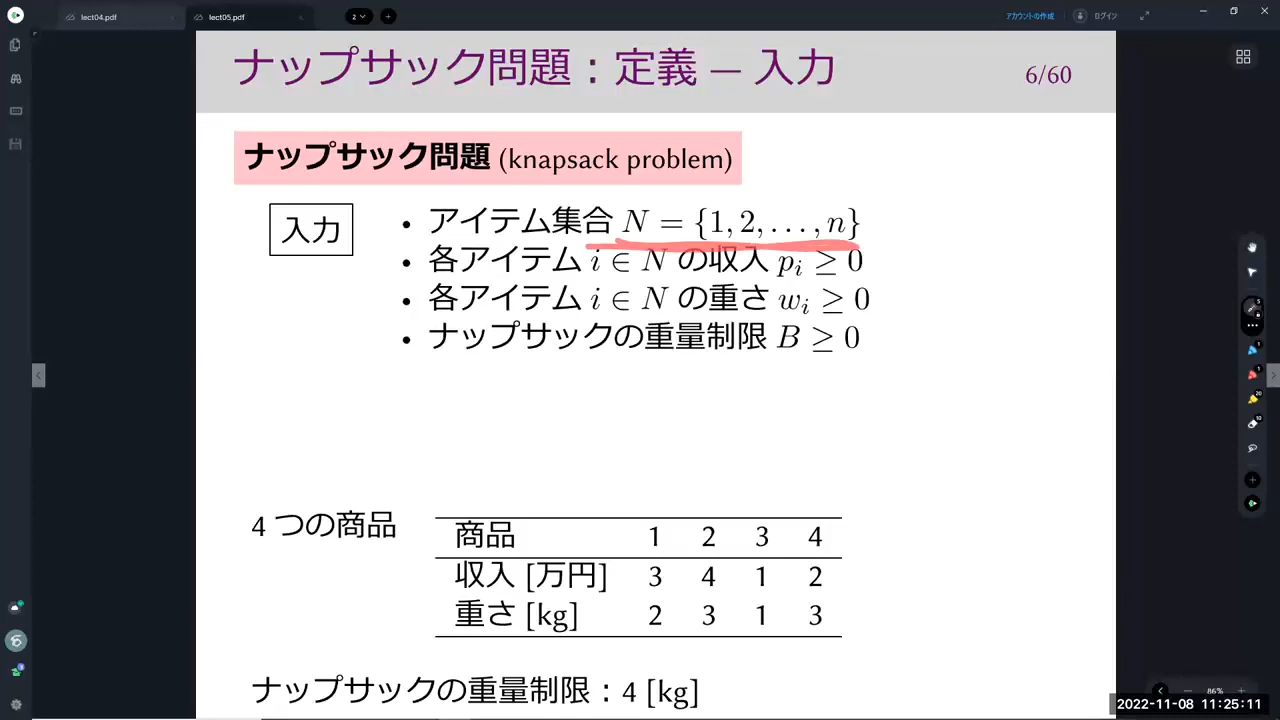 lect04.pdf
lect05.pdf
2
アカウントの作成
ログイン
ナップサック問題：定義 — 入力
6/60
ナップサック問題 (knapsack problem)
入力
• アイテム集合 N = {1, 2, . . . , n}
• 各アイテム i ∈ N の収入 pᵢ ≥ 0
• 各アイテム i ∈ N の重さ wᵢ ≥ 0
• ナップサックの重量制限 B ≥ 0
4 つの商品
商品 1 2 3 4
収入 [万円] 3 4 1 2
重さ [kg] 2 3 1 3
ナップサックの重量制限：4 [kg]
86%
2022-11-08 11:25:11